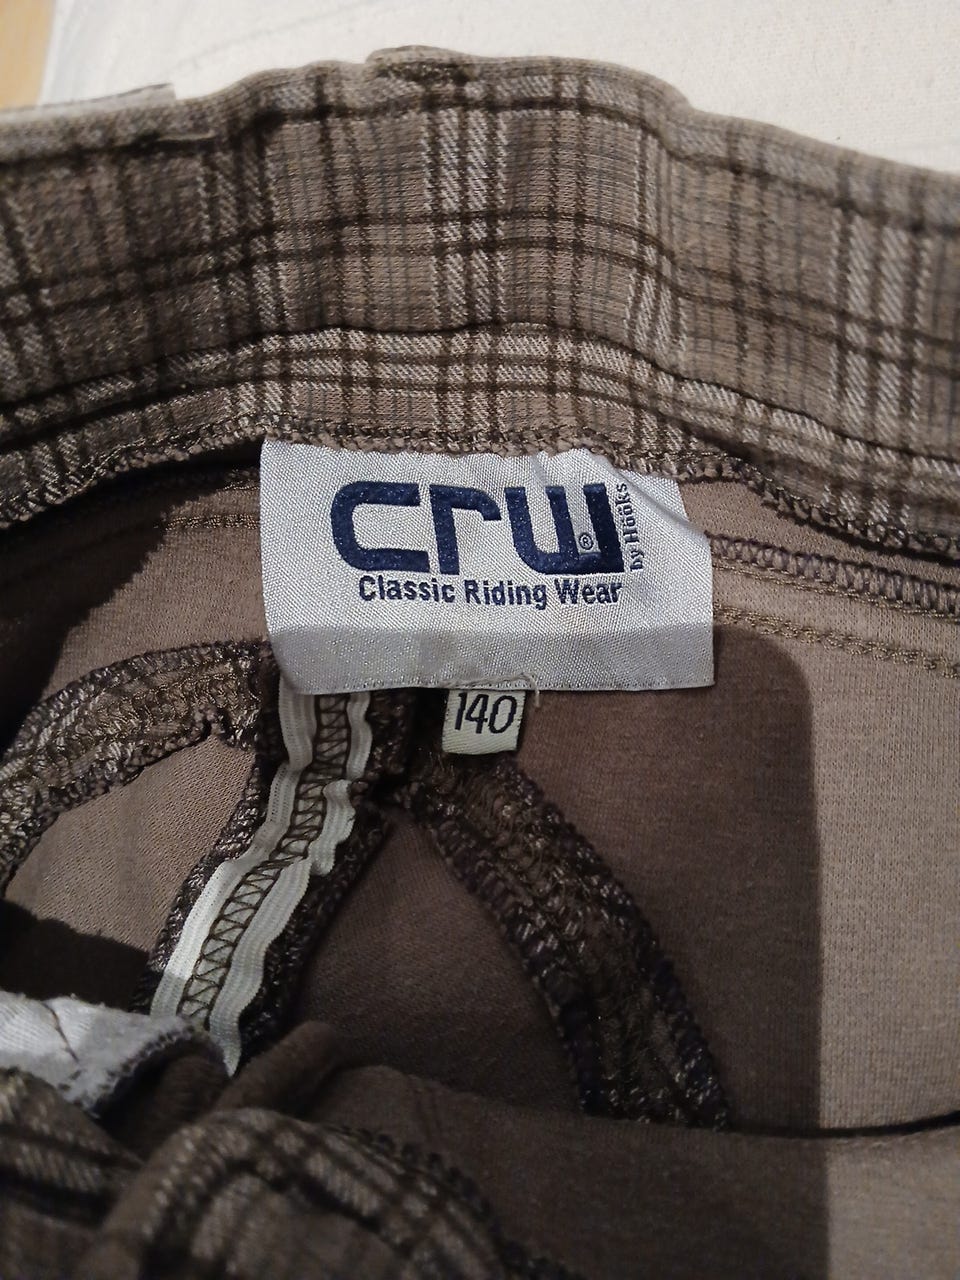 crw®
by Hööks
Classic Riding Wear
140